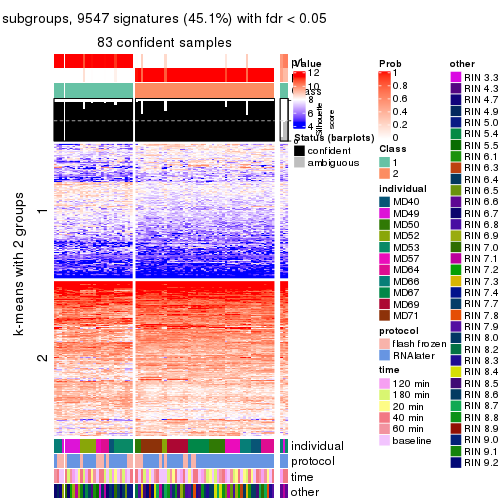 subgroups, 9547 signatures (45.1%) with fdr < 0.05
83 confident samples
k-means with 2 groups
1
2
Value
12
10
8
6
4
Silhouette
score
Status (barplots)
confident
ambiguous
individual
protocol
time
other
Prob
1
0.8
0.6
0.4
0.2
0
Class
1
2
individual
MD40
MD49
MD50
MD52
MD53
MD57
MD64
MD66
MD67
MD69
MD71
protocol
flash frozen
RNAlater
time
120 min
180 min
20 min
40 min
60 min
baseline
other
RIN 3.3
RIN 4.3
RIN 4.7
RIN 4.9
RIN 5.0
RIN 5.4
RIN 5.5
RIN 6.1
RIN 6.3
RIN 6.4
RIN 6.5
RIN 6.6
RIN 6.7
RIN 6.8
RIN 6.9
RIN 7.0
RIN 7.1
RIN 7.2
RIN 7.3
RIN 7.4
RIN 7.7
RIN 7.8
RIN 7.9
RIN 8.0
RIN 8.2
RIN 8.3
RIN 8.4
RIN 8.5
RIN 8.6
RIN 8.7
RIN 8.8
RIN 8.9
RIN 9.0
RIN 9.1
RIN 9.2